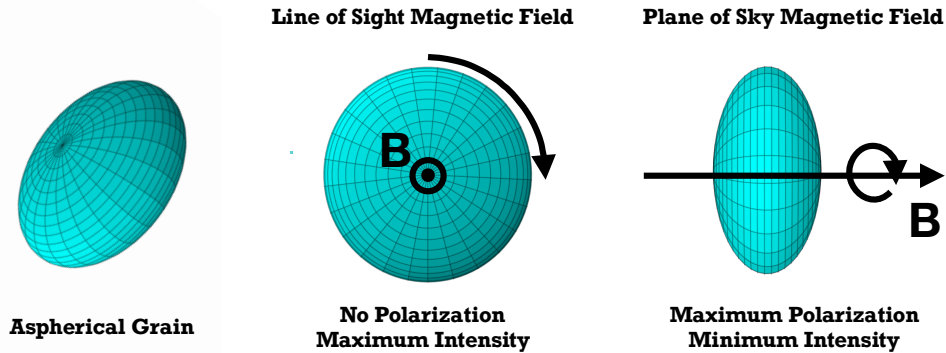 Line of Sight Magnetic Field
Plane of Sky Magnetic Field
B
B
Aspherical Grain
No Polarization
Maximum Intensity
Maximum Polarization
Minimum Intensity